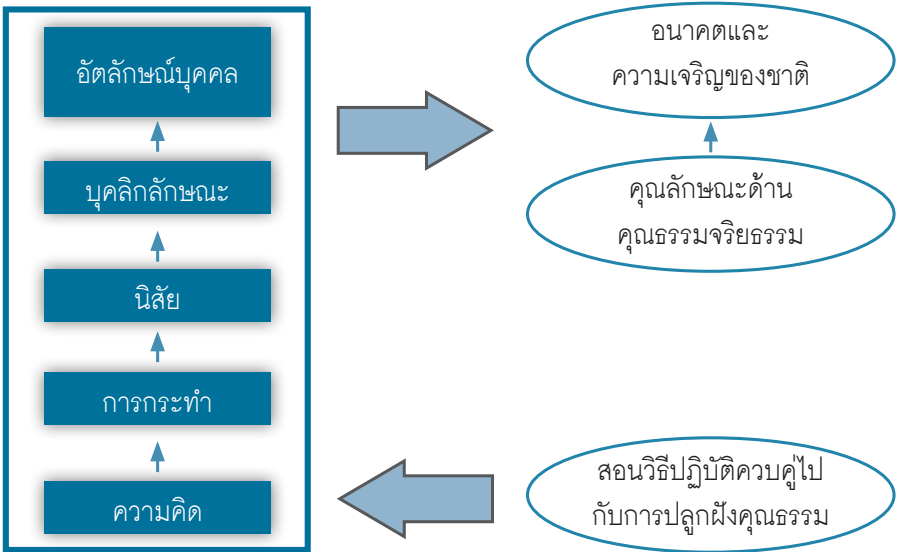 อัตลักษณ์บุคคล
บุคลิกลักษณะ
นิสัย
การกระทำ
ความคิด
อนาคตและ
ความเจริญของชาติ
คุณลักษณะด้าน
คุณธรรมจริยธรรม
สอนวิธีปฏิบัติควบคู่ไป
กับการปลูกฝังคุณธรรม